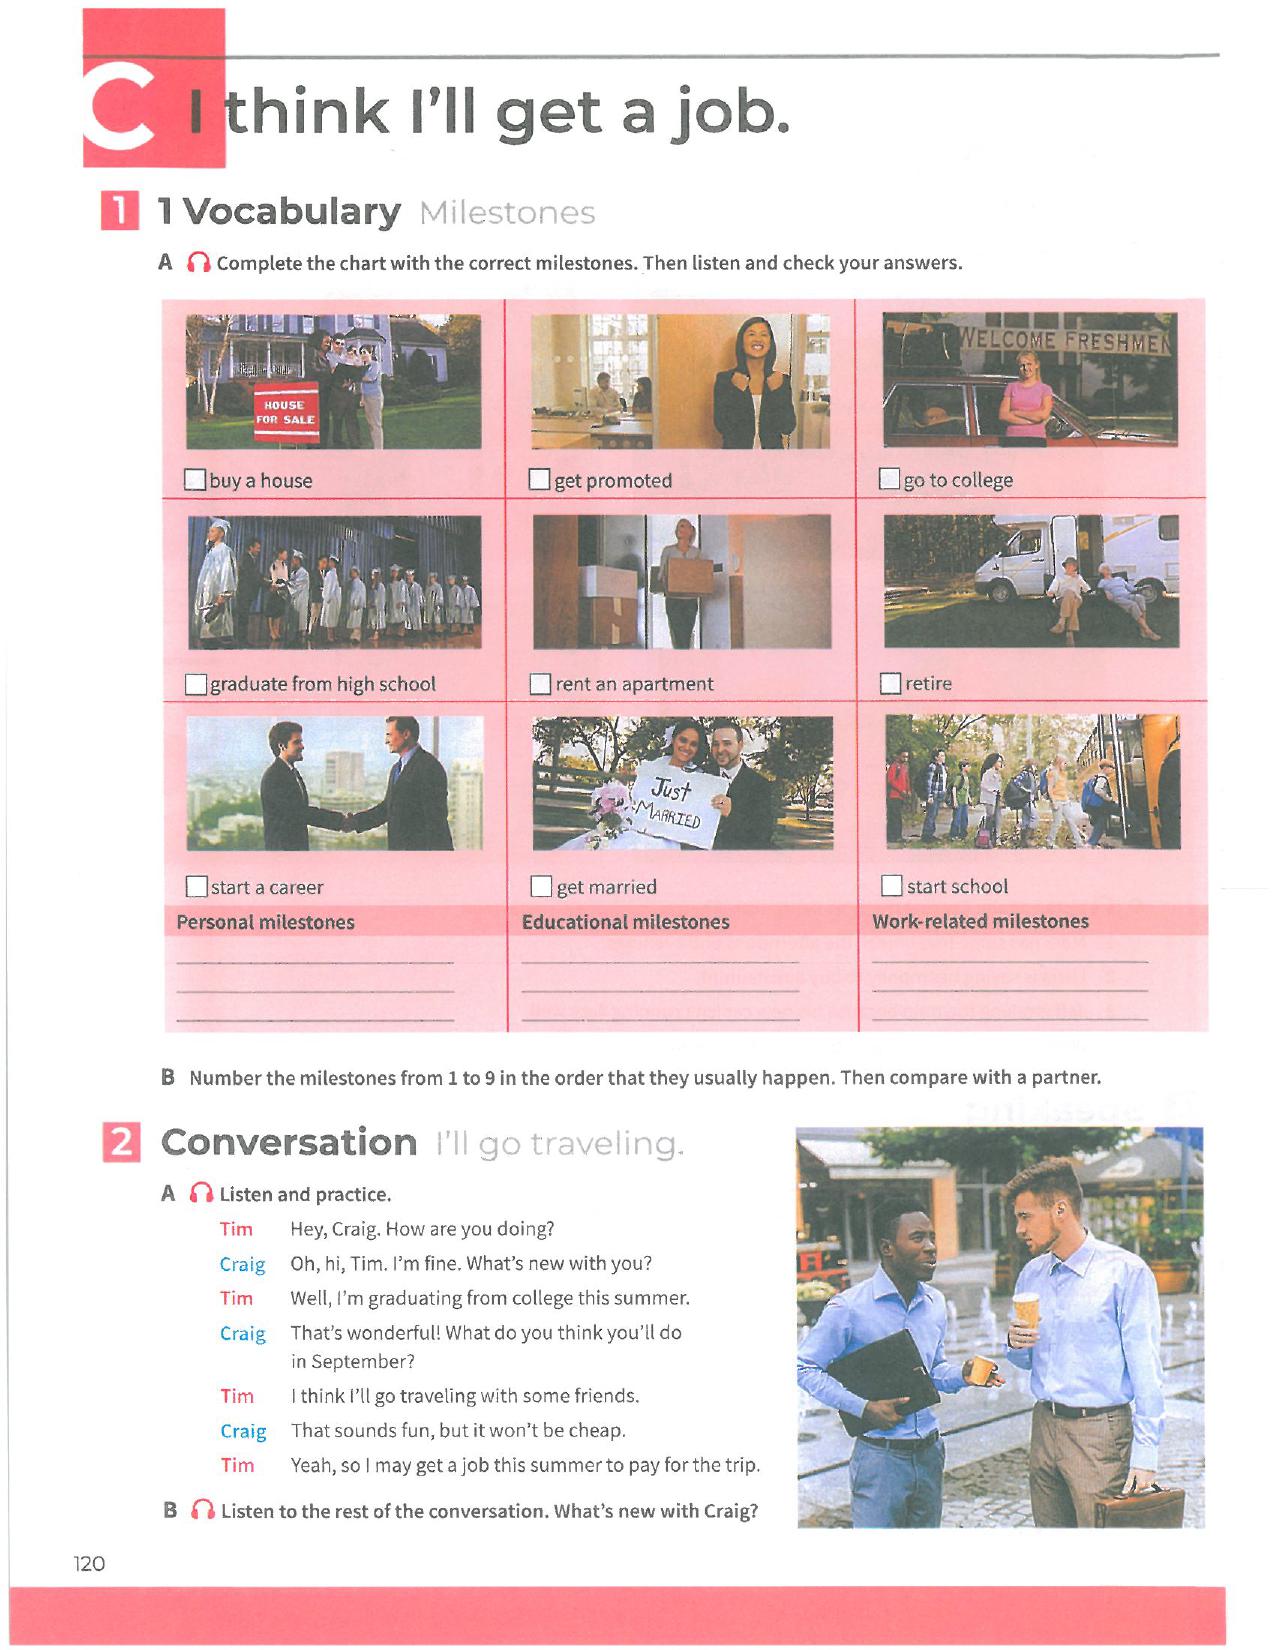 C I think I'll get a job.
1 1 Vocabulary Milestones
A Complete the chart with the correct milestones. Then listen and check your answers.
HOUSE
FOR SALE
WELCOME FRESHMEN
buy a house
get promoted
go to college
graduate from high school
rent an apartment
retire
Just
MARRIED
start a career
get married
start school
Personal milestones
Educational milestones
Work-related milestones
B Number the milestones from 1 to 9 in the order that they usually happen. Then compare with a partner.
2 Conversation I'll go traveling.
A Listen and practice.
Tim Hey, Craig. How are you doing?
Craig Oh, hi, Tim. I'm fine. What's new with you?
Tim Well, I'm graduating from college this summer.
Craig That's wonderful! What do you think you'll do
in September?
Tim I think I'll go traveling with some friends.
Craig That sounds fun, but it won't be cheap.
Tim Yeah, so I may get a job this summer to pay for the trip.
B Listen to the rest of the conversation. What's new with Craig?
120